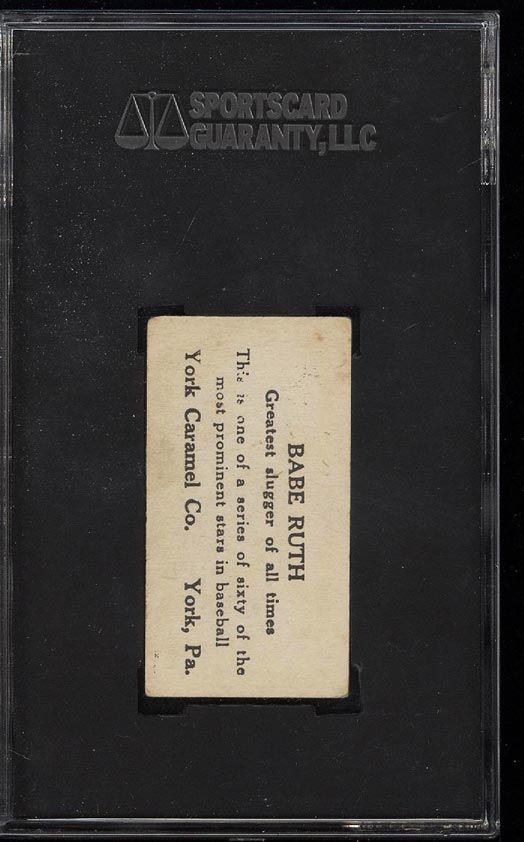 SPORTSCARD
GUARANTY, LLC
BABE RUTH
Greatest slugger of all times
This is one of a series of sixty of the
most prominent stars in baseball
York Caramel Co. York, Pa.